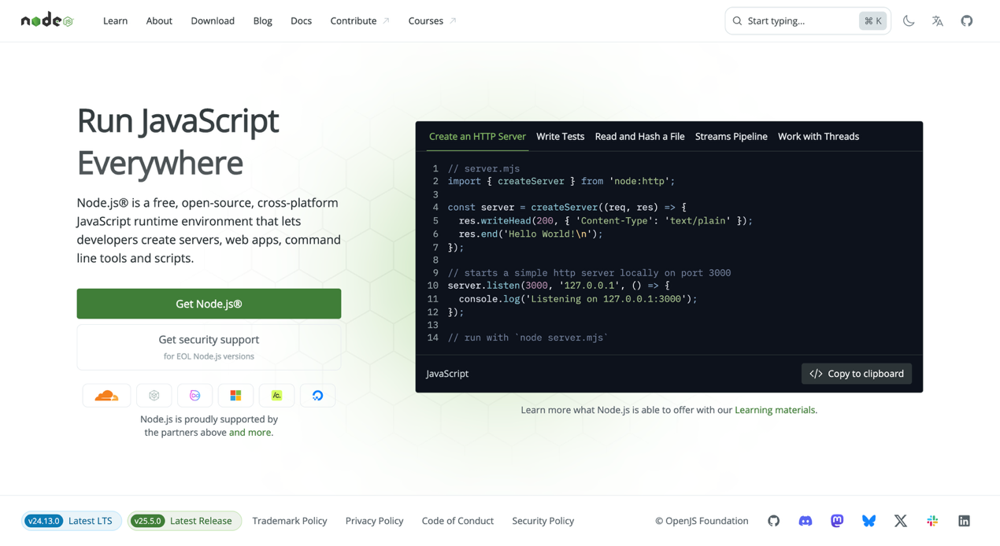 node JS
Learn
About
Download
Blog
Docs
Contribute
Courses
Start typing...
⌘ K
Run JavaScript
Everywhere
Node.js® is a free, open-source, cross-platform
JavaScript runtime environment that lets
developers create servers, web apps, command
line tools and scripts.
Get Node.js®
Get security support
for EOL Node.js versions
/c.
Node.js is proudly supported by
the partners above and more.
Create an HTTP Server
Write Tests
Read and Hash a File
Streams Pipeline
Work with Threads
1 // server.mjs
2 import { createServer } from 'node:http';
3
4 const server = createServer((req, res) => {
5   res.writeHead(200, { 'Content-Type': 'text/plain' });
6   res.end('Hello World!\n');
7 });
8
9 // starts a simple http server locally on port 3000
10 server.listen(3000, '127.0.0.1', () => {
11   console.log('Listening on 127.0.0.1:3000');
12 });
13
14 // run with `node server.mjs`
JavaScript
</> Copy to clipboard
Learn more what Node.js is able to offer with our Learning materials.
v24.13.0 Latest LTS
v25.5.0 Latest Release
Trademark Policy
Privacy Policy
Code of Conduct
Security Policy
© OpenJS Foundation